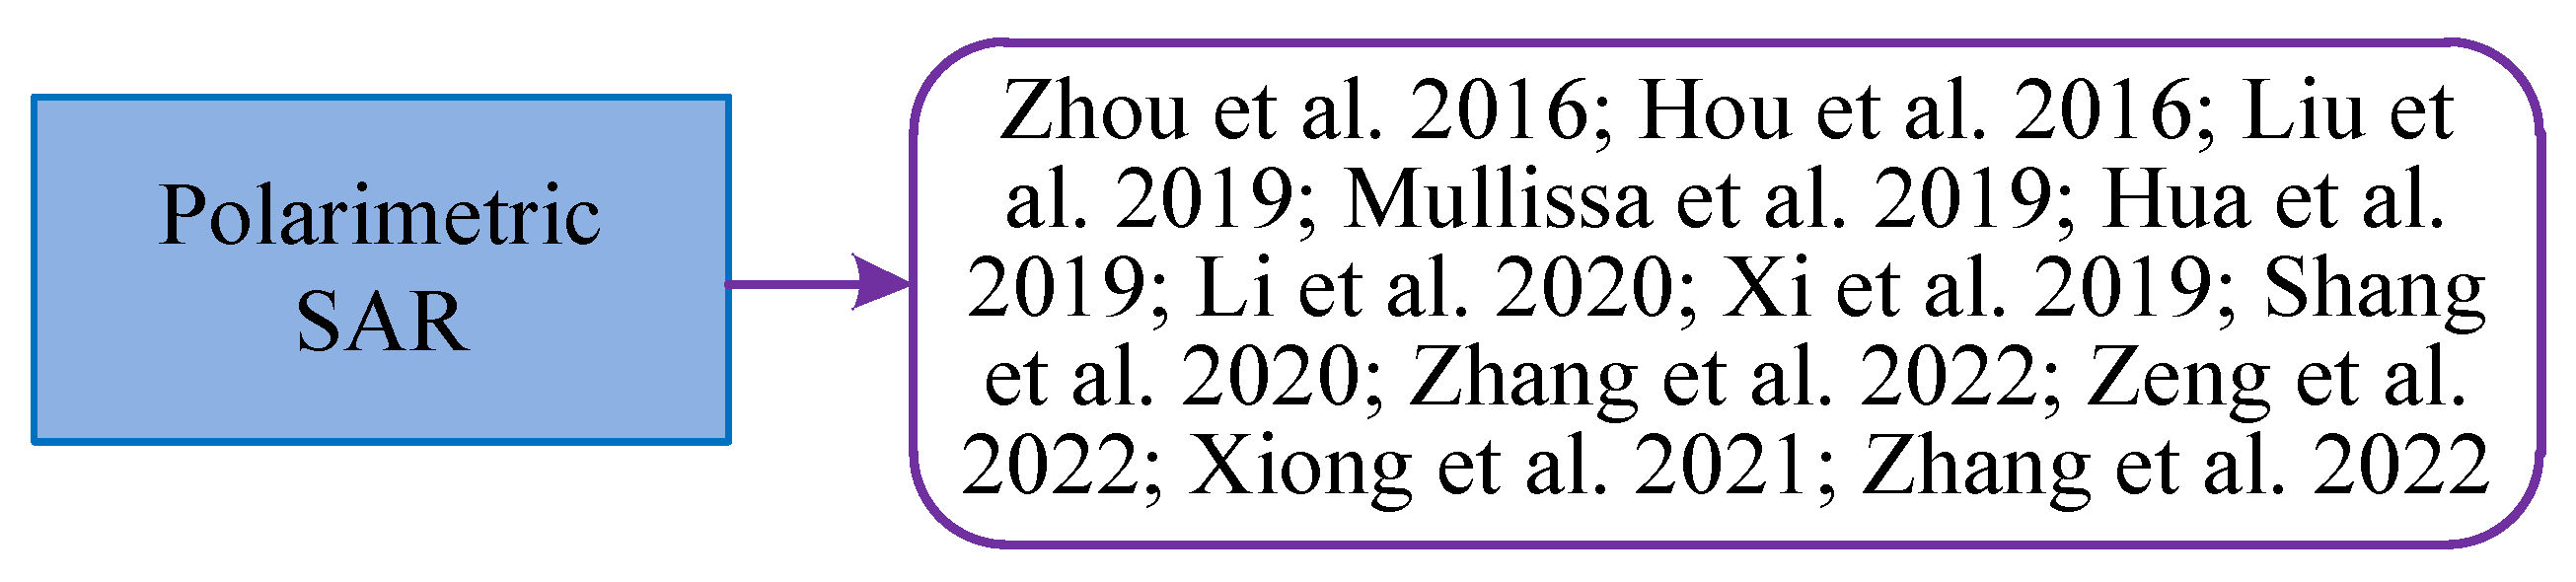 Polarimetric
SAR
Zhou et al. 2016; Hou et al. 2016; Liu et
al. 2019; Mullissa et al. 2019; Hua et al.
2019; Li et al. 2020; Xi et al. 2019; Shang
et al. 2020; Zhang et al. 2022; Zeng et al.
2022; Xiong et al. 2021; Zhang et al. 2022